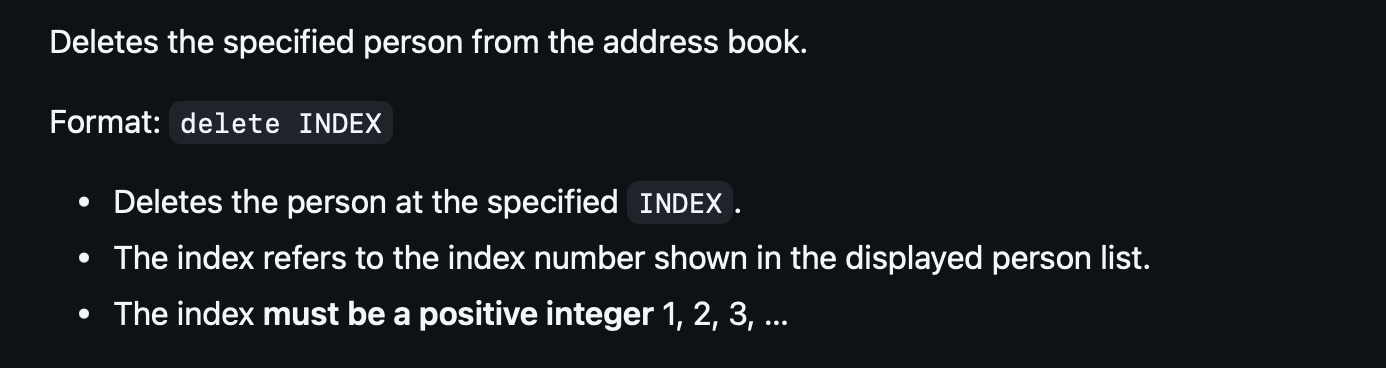 Deletes the specified person from the address book.
Format: delete INDEX
• Deletes the person at the specified INDEX.
• The index refers to the index number shown in the displayed person list.
• The index must be a positive integer 1, 2, 3, …